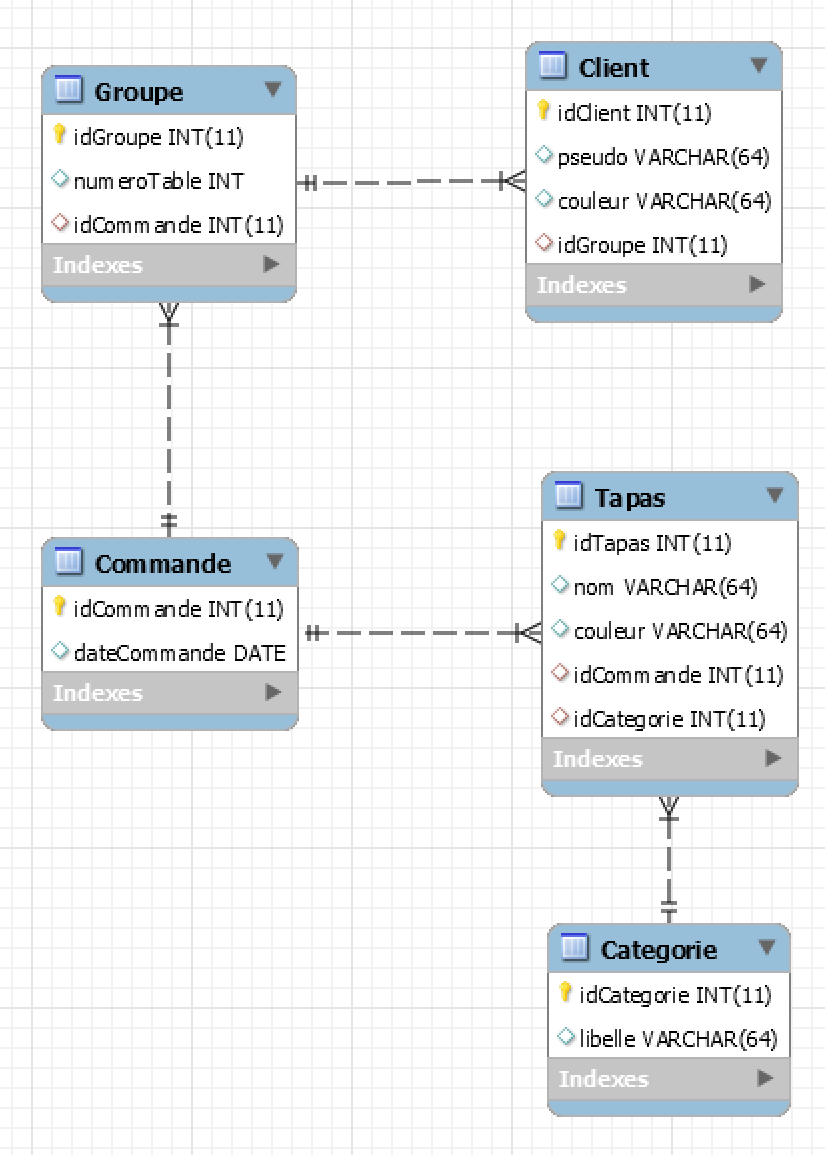 Groupe
idGroupe INT(11)
numeroTable INT
idCommande INT(11)
Indexes
Client
idClient INT(11)
pseudo VARCHAR(64)
couleur VARCHAR(64)
idGroupe INT(11)
Indexes
Commande
idCommande INT(11)
dateCommande DATE
Indexes
Tapas
idTapas INT(11)
nom VARCHAR(64)
couleur VARCHAR(64)
idCommande INT(11)
idCategorie INT(11)
Indexes
Categorie
idCategorie INT(11)
libelle VARCHAR(64)
Indexes